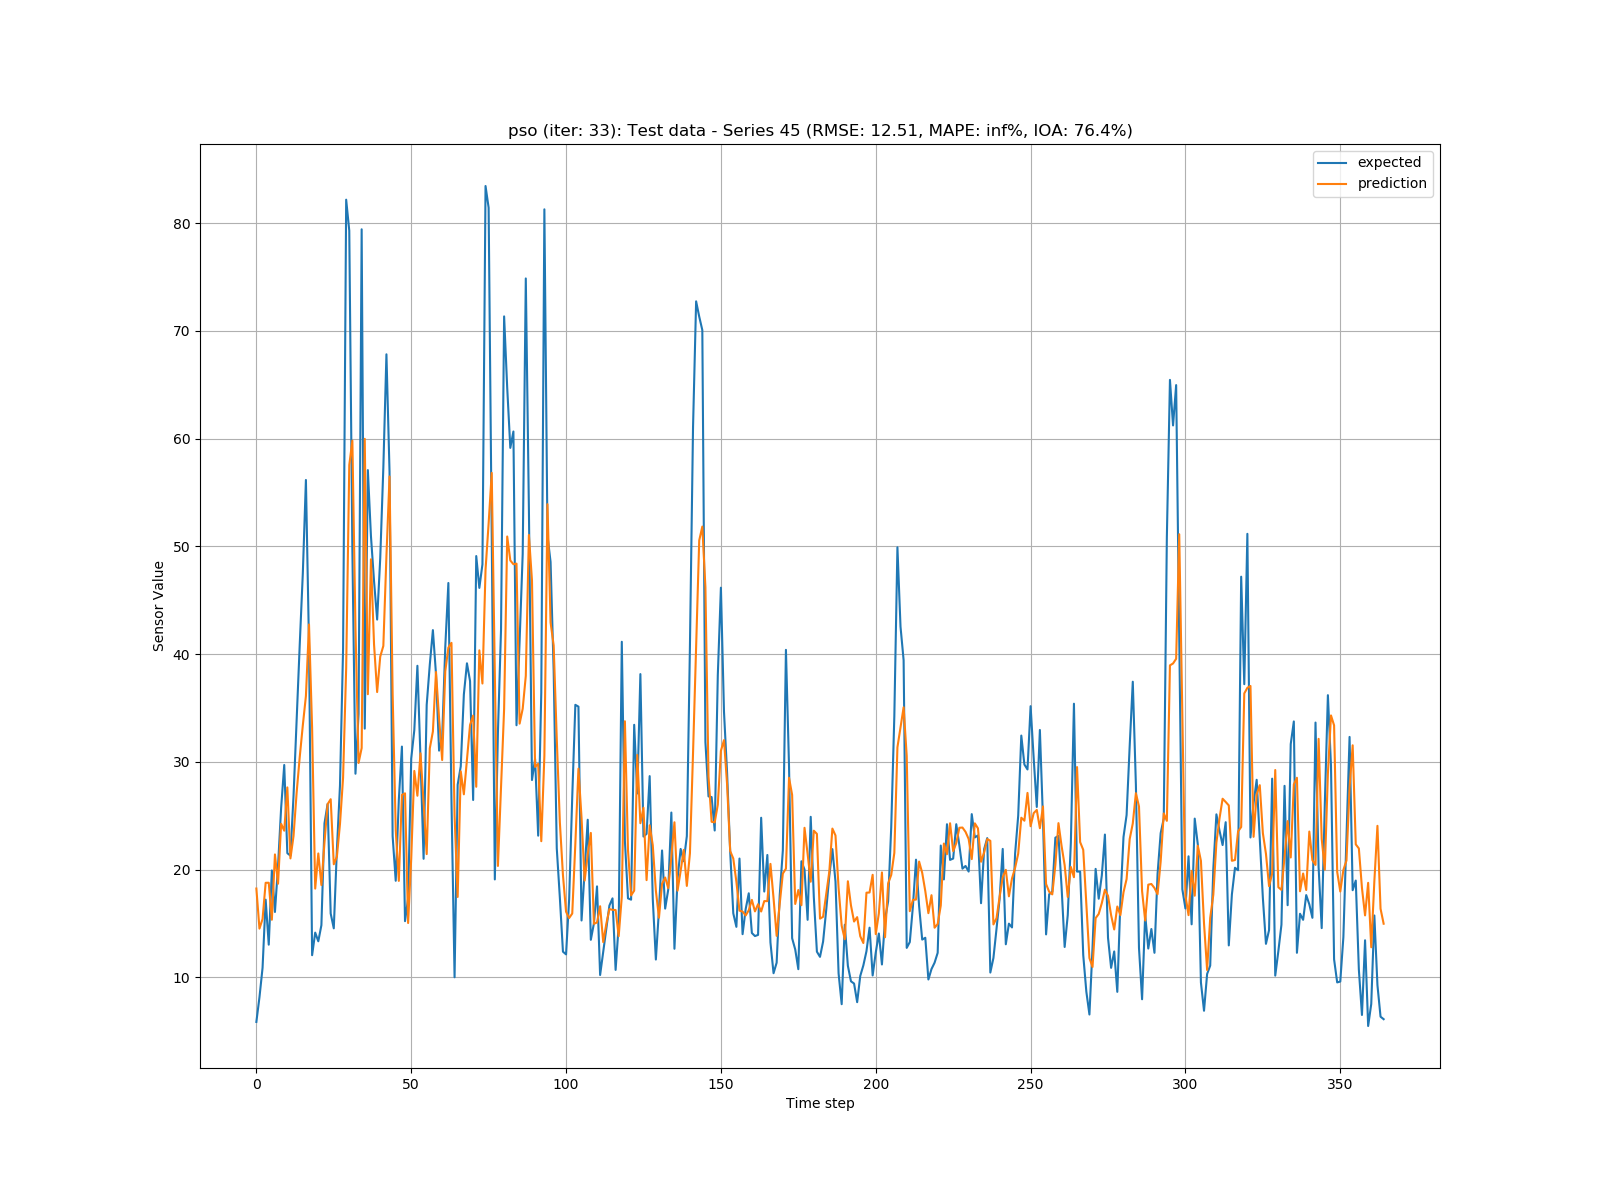 pso (iter: 33): Test data - Series 45 (RMSE: 12.51, MAPE: inf%, IOA: 76.4%)
expected
prediction
80
70
60
50
40
30
20
10
Sensor Value
0 50 100 150 200 250 300 350
Time step